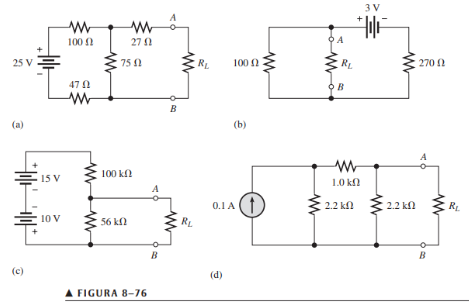 A
100 Ω
27 Ω
+
25 V
−
75 Ω
R_L
47 Ω
B
(a)
3 V
+
−
A
100 Ω
R_L
270 Ω
B
(b)
+
15 V
−
100 kΩ
A
−
10 V
+
56 kΩ
R_L
B
(c)
A
1.0 kΩ
0.1 A
2.2 kΩ
2.2 kΩ
R_L
B
(d)
▲ FIGURA 8–76